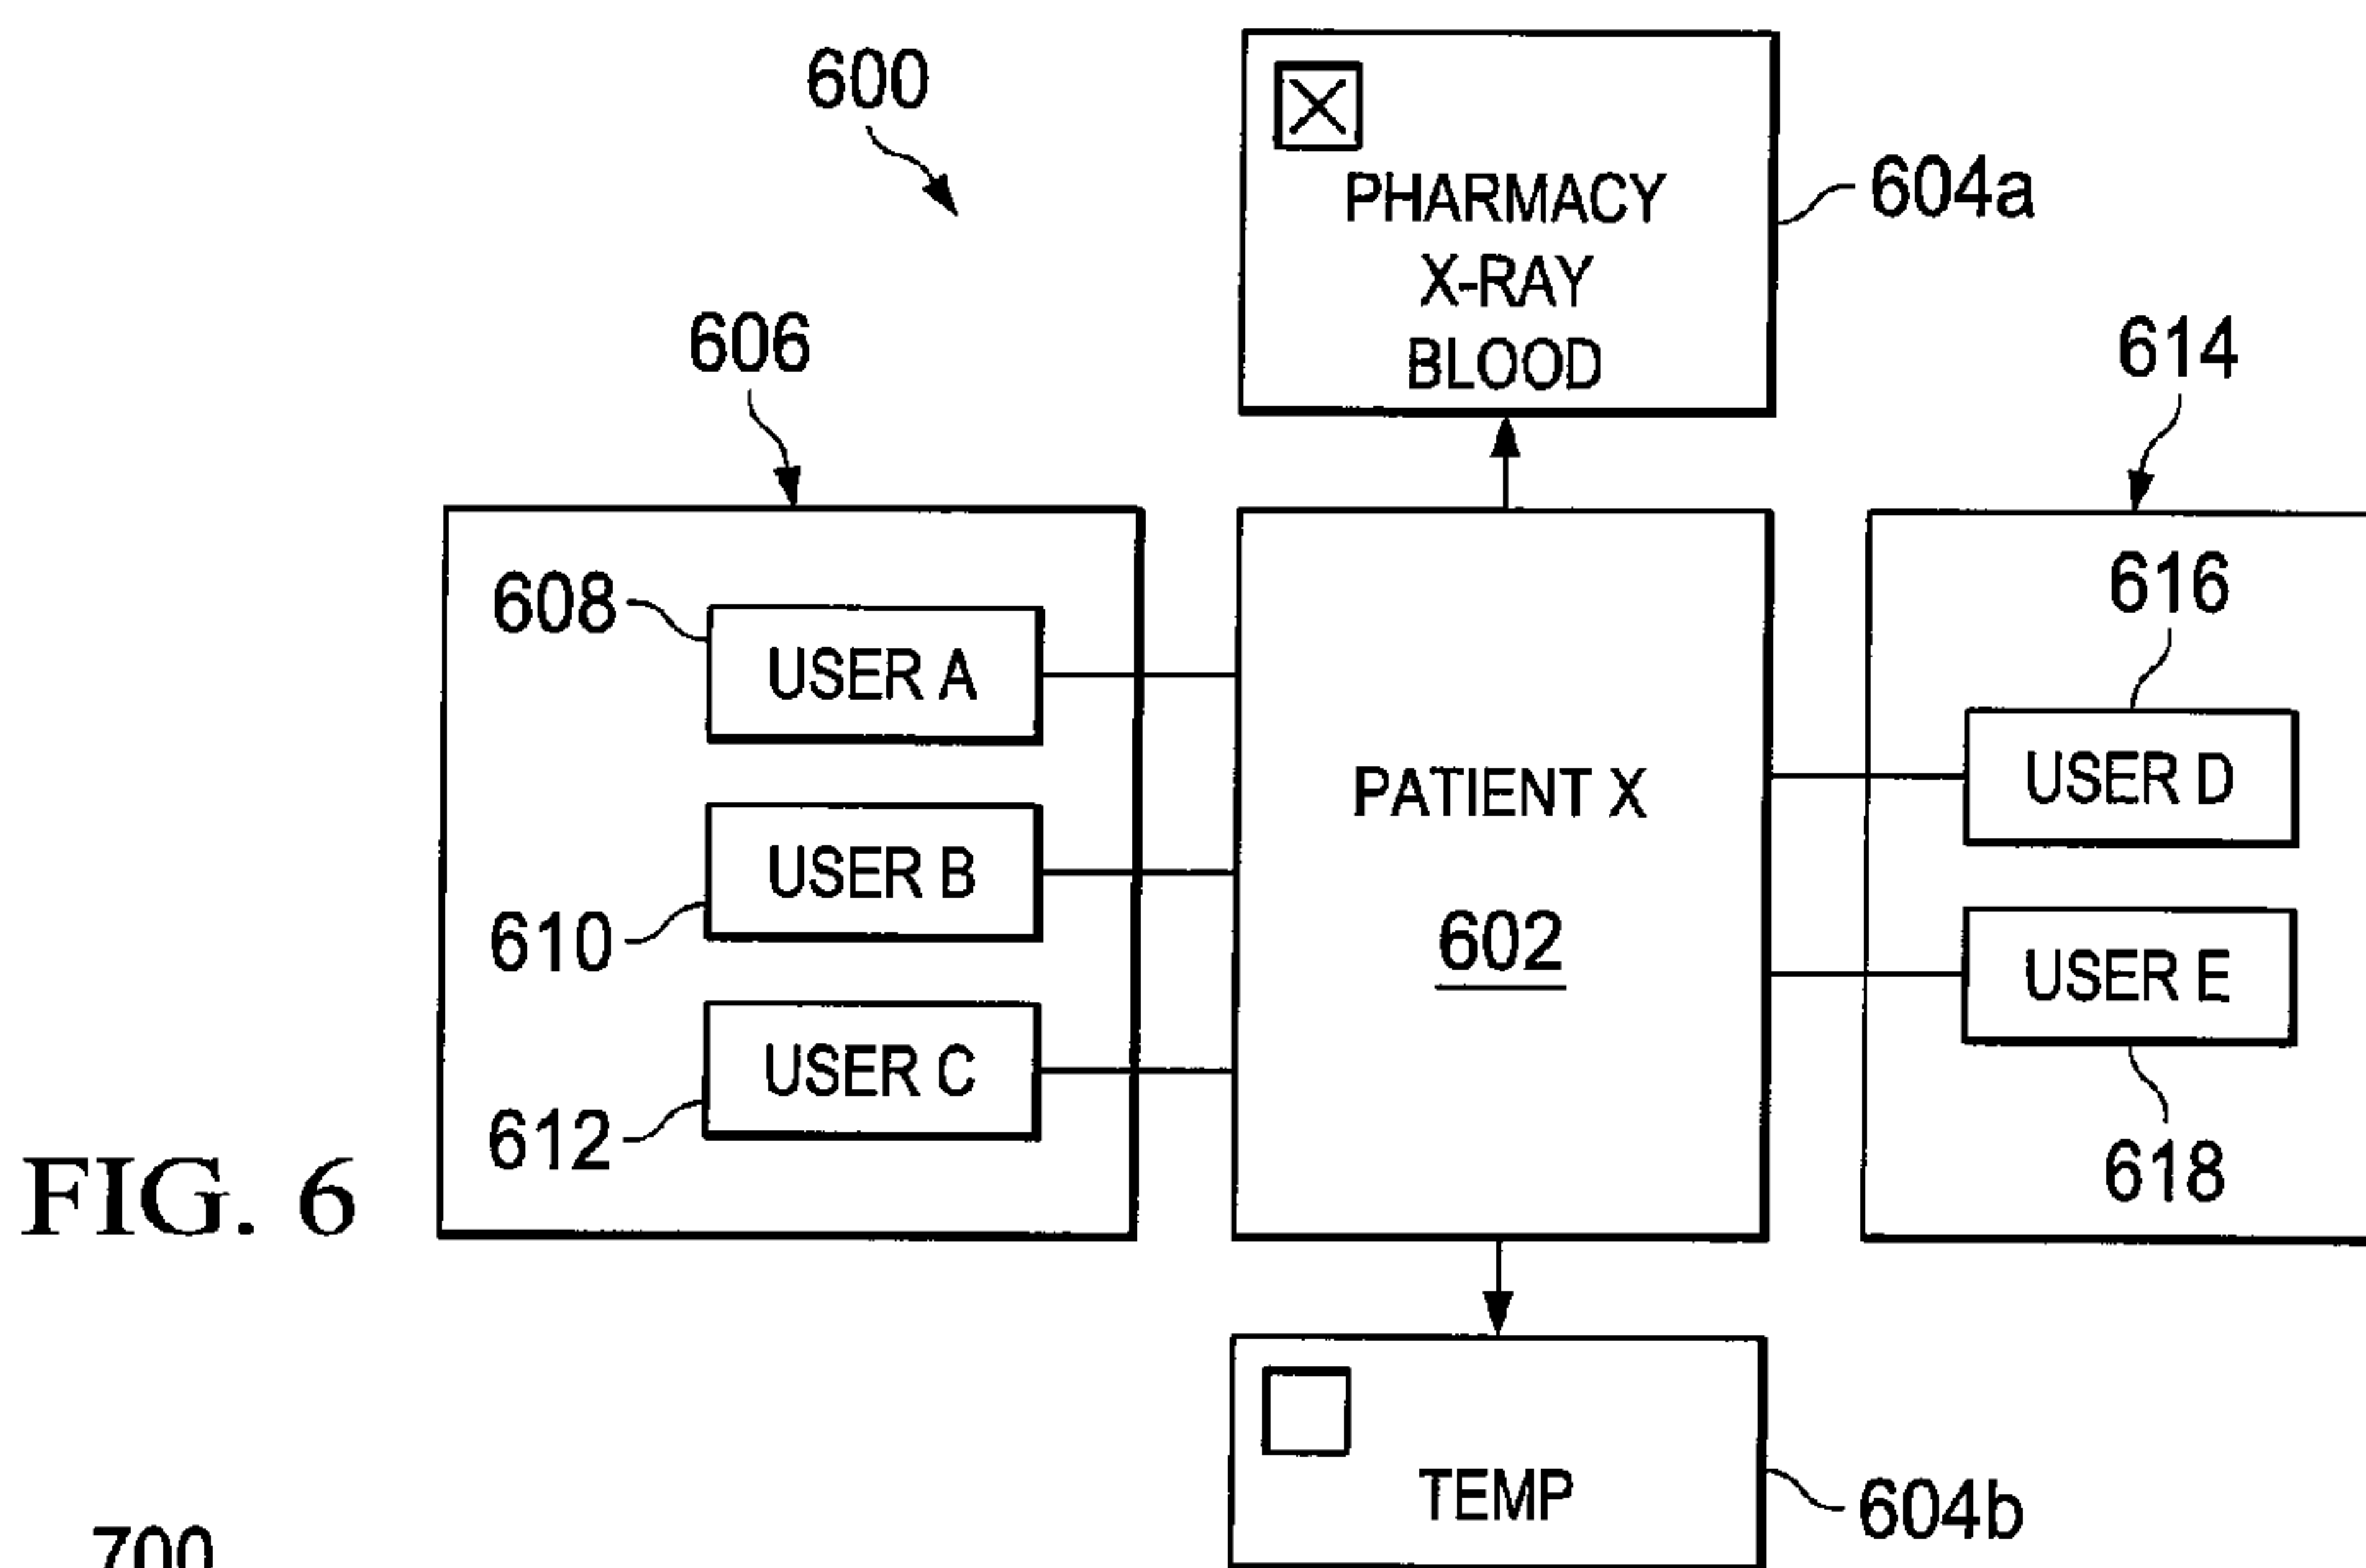 600
PHARMACY
X-RAY
BLOOD
604a
606
614
608
USER A
USER B
610
USER C
612
PATIENT X
602
616
USER D
USER E
618
FIG. 6
TEMP
604b
700